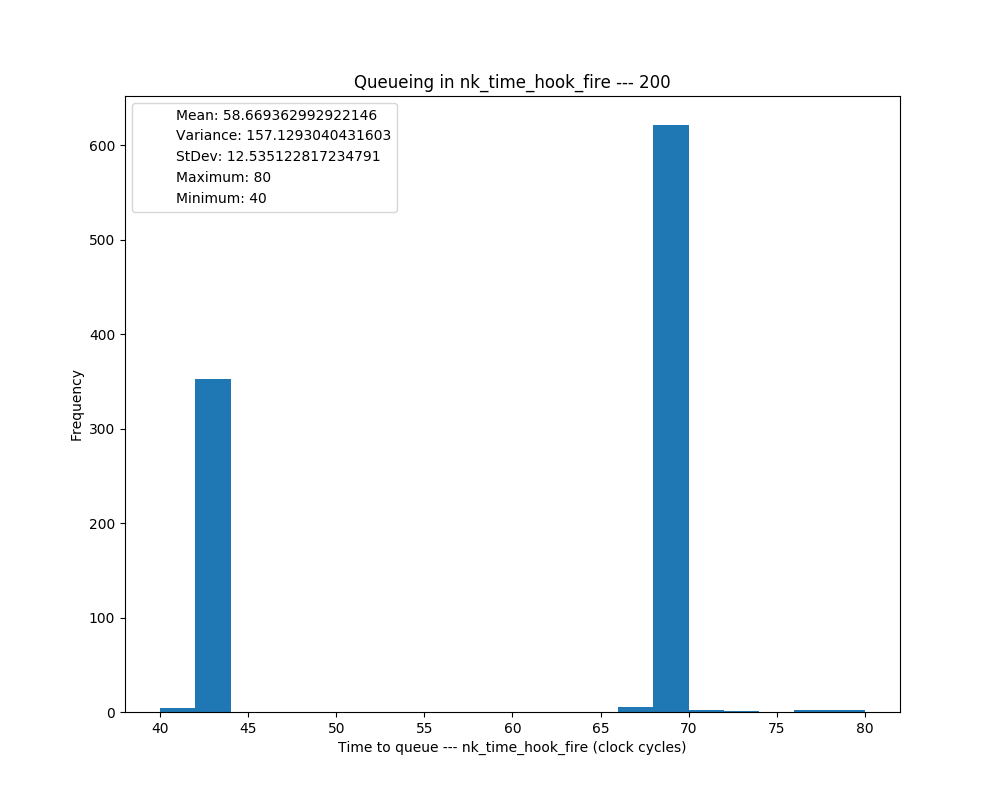 Queueing in nk_time_hook_fire --- 200
Mean: 58.669362992922146
Variance: 157.1293040431603
StDev: 12.535122817234791
Maximum: 80
Minimum: 40
600
500
400
300
200
100
0
Frequency
40 45 50 55 60 65 70 75 80
Time to queue --- nk_time_hook_fire (clock cycles)